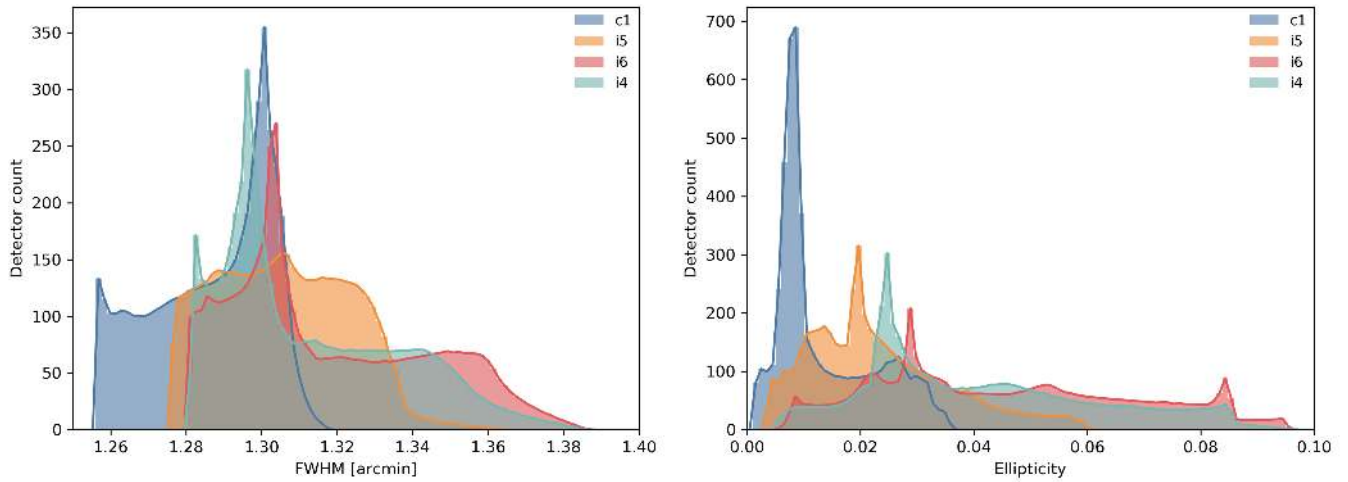 c1
i5
i6
i4
350
300
250
200
150
100
50
0
Detector count
1.26 1.28 1.30 1.32 1.34 1.36 1.38 1.40
FWHM [arcmin]
c1
i5
i6
i4
700
600
500
400
300
200
100
0
Detector count
0.00 0.02 0.04 0.06 0.08 0.10
Ellipticity